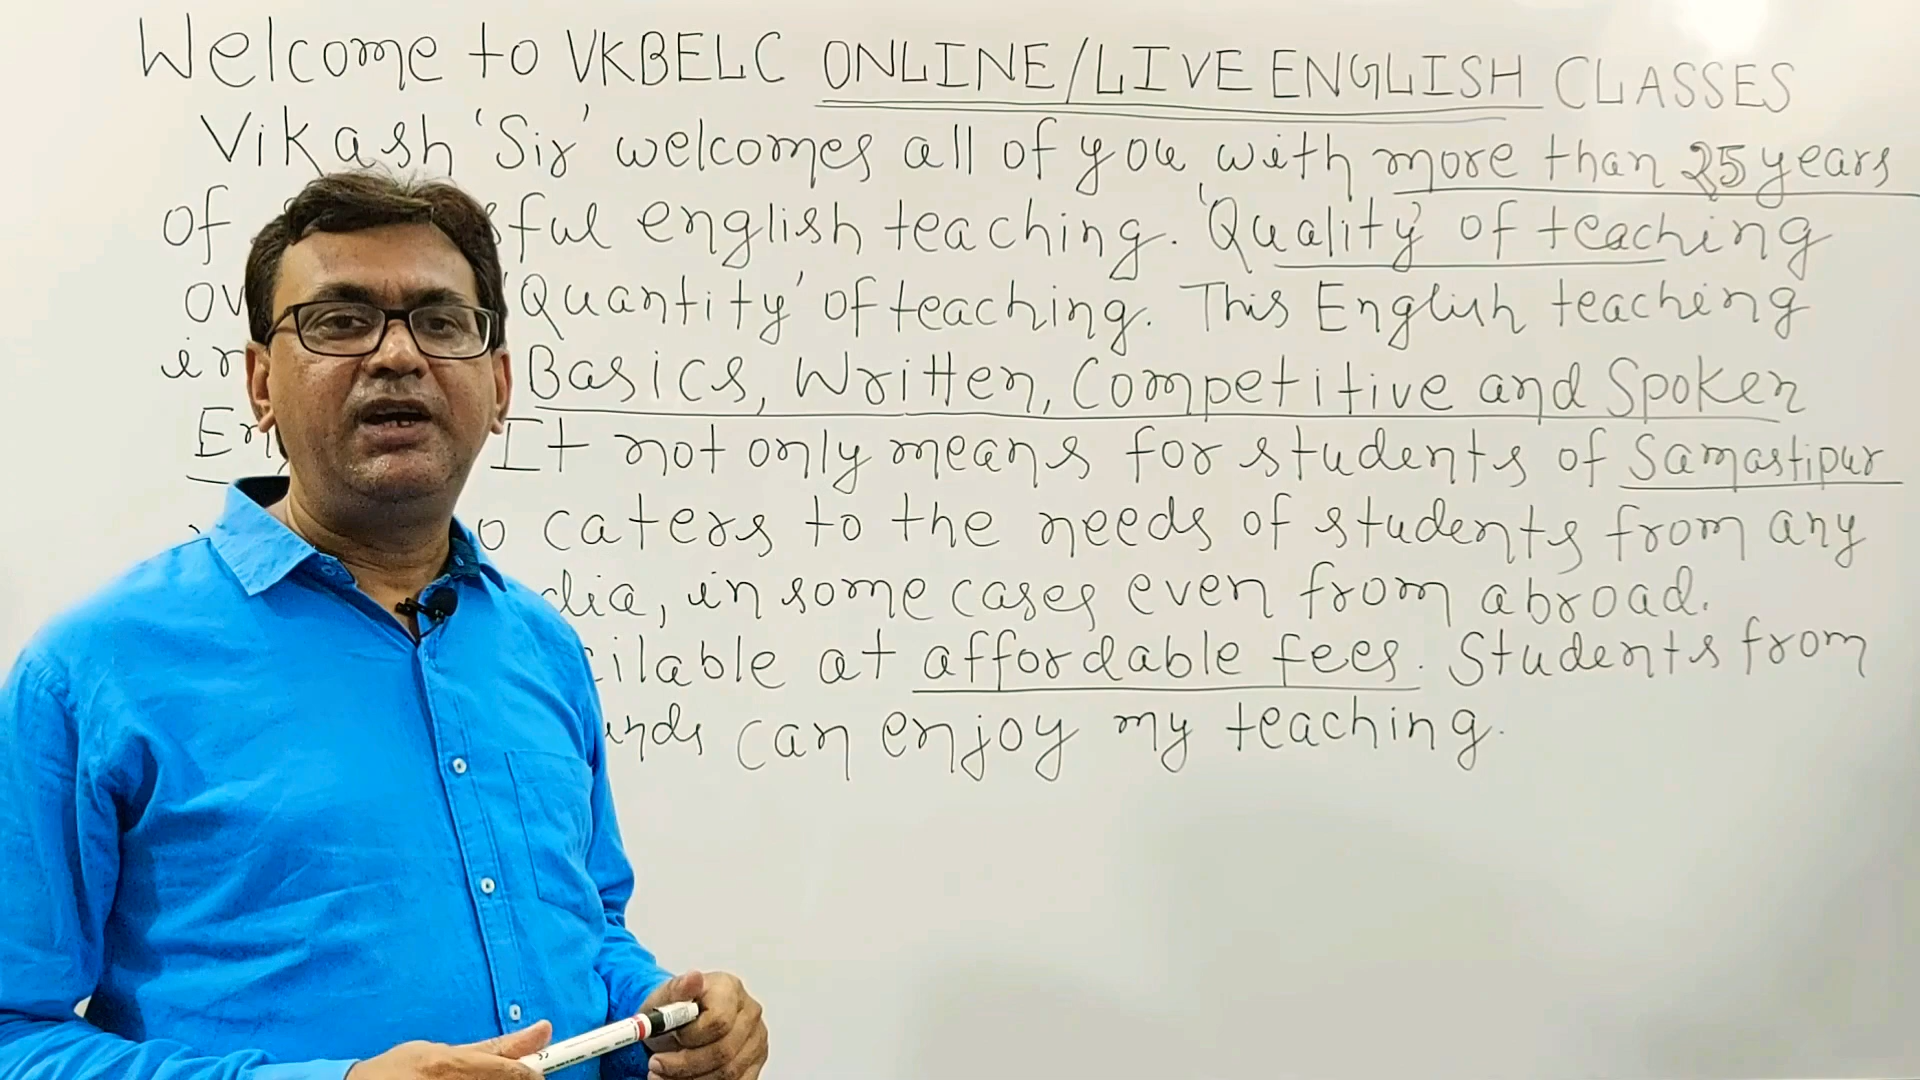 Welcome to VKBELC ONLINE/LIVE ENGLISH CLASSES
Vikash 'Sir' welcomes all of you with more than 25 years
of english teaching. 'Quality' of teaching
'Quantity' of teaching. This English teaching
Basics, Written, Competitive and Spoken
It not only means for students of Samastipur
caters to the needs of students from any
in some cases even from abroad.
at affordable fees. Students from
can enjoy my teaching.